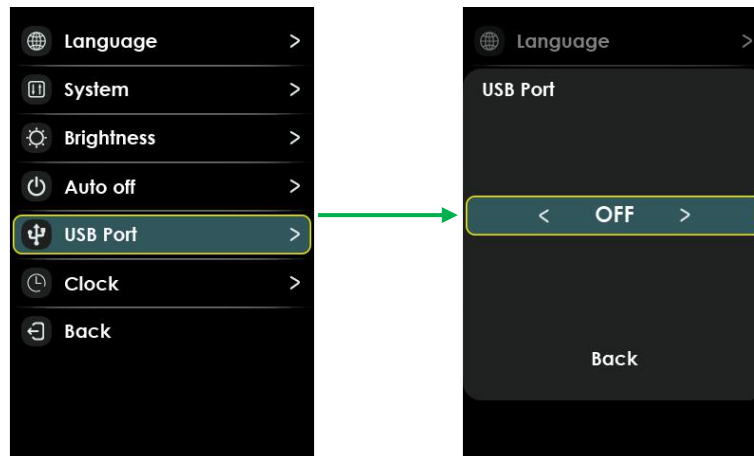 Language >
System >
Brightness >
Auto off >
USB Port >
Clock >
Back
Language >
USB Port
< OFF >
Back